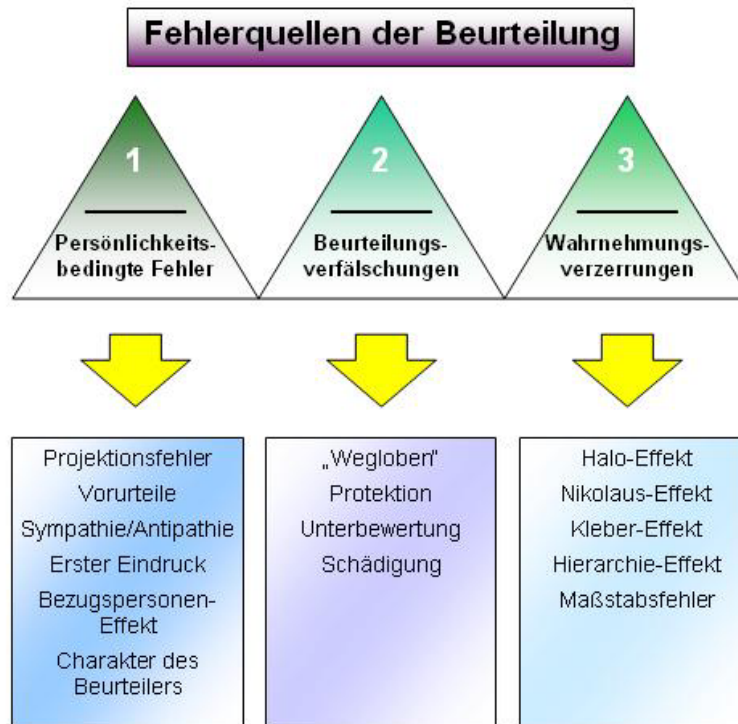 Fehlerquellen der Beurteilung
1
Persönlichkeits-
bedingte Fehler
2
Beurteilungs-
verfälschungen
3
Wahrnehmungs-
verzerrungen
Projektionsfehler
Vorurteile
Sympathie/Antipathie
Erster Eindruck
Bezugspersonen-
Effekt
Charakter des
Beurteilers
„Wegloben“
Protektion
Unterbewertung
Schädigung
Halo-Effekt
Nikolaus-Effekt
Kleber-Effekt
Hierarchie-Effekt
Maßstabsfehler